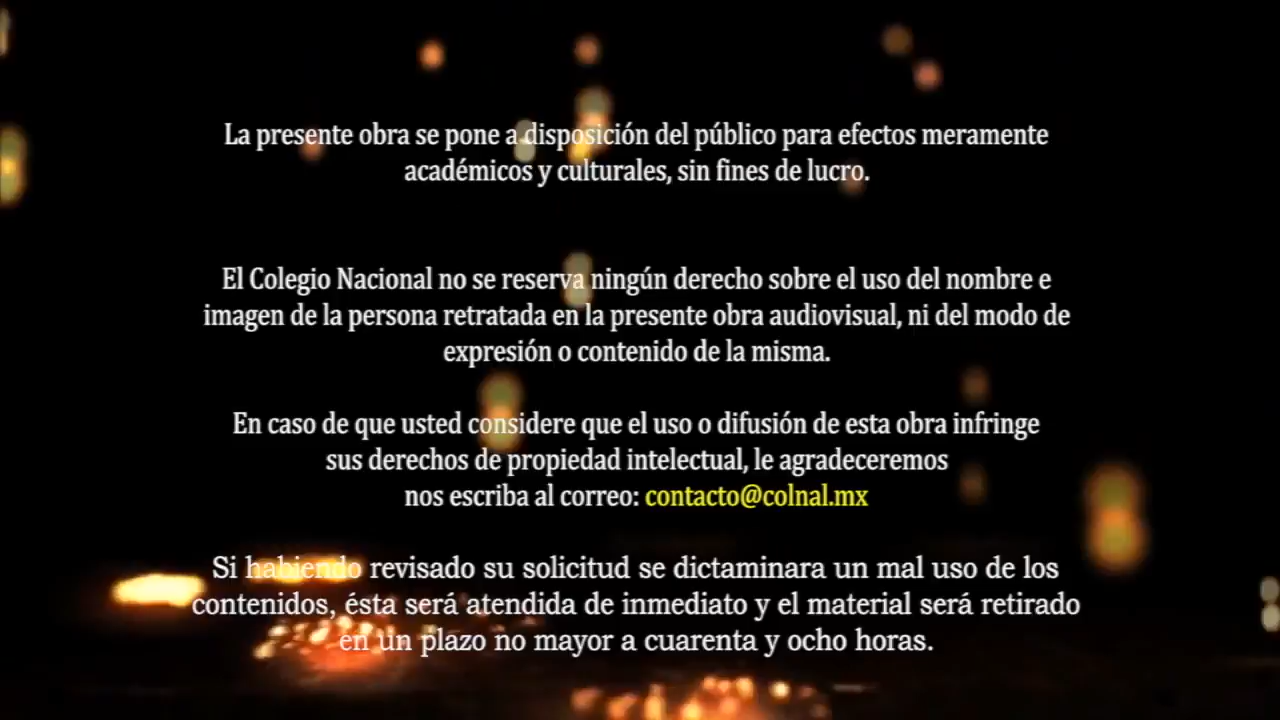 La presente obra se pone a disposición del público para efectos meramente
académicos y culturales, sin fines de lucro.
El Colegio Nacional no se reserva ningún derecho sobre el uso del nombre e
imagen de la persona retratada en la presente obra audiovisual, ni del modo de
expresión o contenido de la misma.
En caso de que usted considere que el uso o difusión de esta obra infringe
sus derechos de propiedad intelectual, le agradeceremos
nos escriba al correo: contacto@colnal.mx
Si habiendo revisado su solicitud se dictaminara un mal uso de los
contenidos, ésta será atendida de inmediato y el material será retirado
en un plazo no mayor a cuarenta y ocho horas.